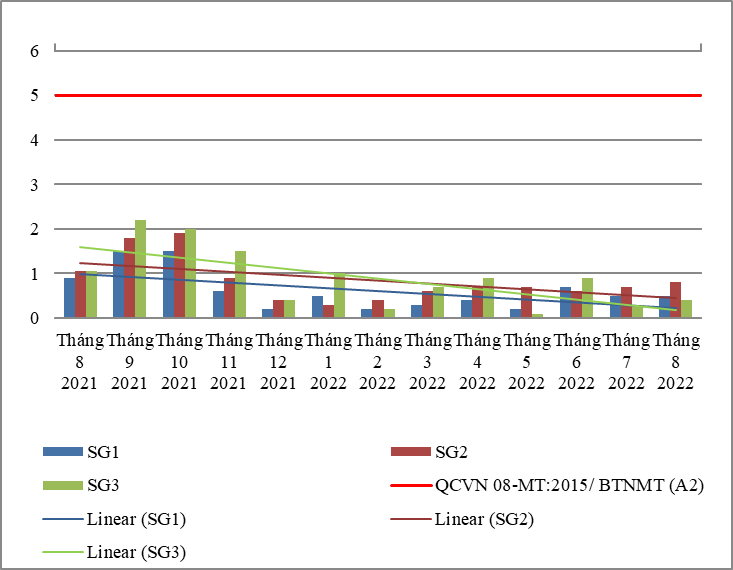 6
5
4
3
2
1
0
Tháng Tháng Tháng Tháng Tháng Tháng Tháng Tháng Tháng Tháng Tháng Tháng Tháng
8 9 10 11 12 1 2 3 4 5 6 7 8
2021 2021 2021 2021 2021 2022 2022 2022 2022 2022 2022 2022 2022
SG1 SG2
SG3 QCVN 08-MT:2015/ BTNMT (A2)
Linear (SG1) Linear (SG2)
Linear (SG3)